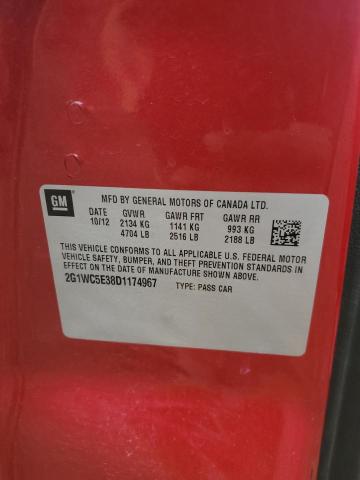 GM
MFD BY GENERAL MOTORS OF CANADA LTD.
DATE GVWR GAWR FRT GAWR RR
10/12 2134 KG 1141 KG 993 KG
4704 LB 2516 LB 2188 LB
THIS VEHICLE CONFORMS TO ALL APPLICABLE U.S. FEDERAL MOTOR
VEHICLE SAFETY, BUMPER, AND THEFT PREVENTION STANDARDS IN
EFFECT ON THE DATE OF MANUFACTURE SHOWN ABOVE.
2G1WC5E38D1174967 TYPE: PASS CAR